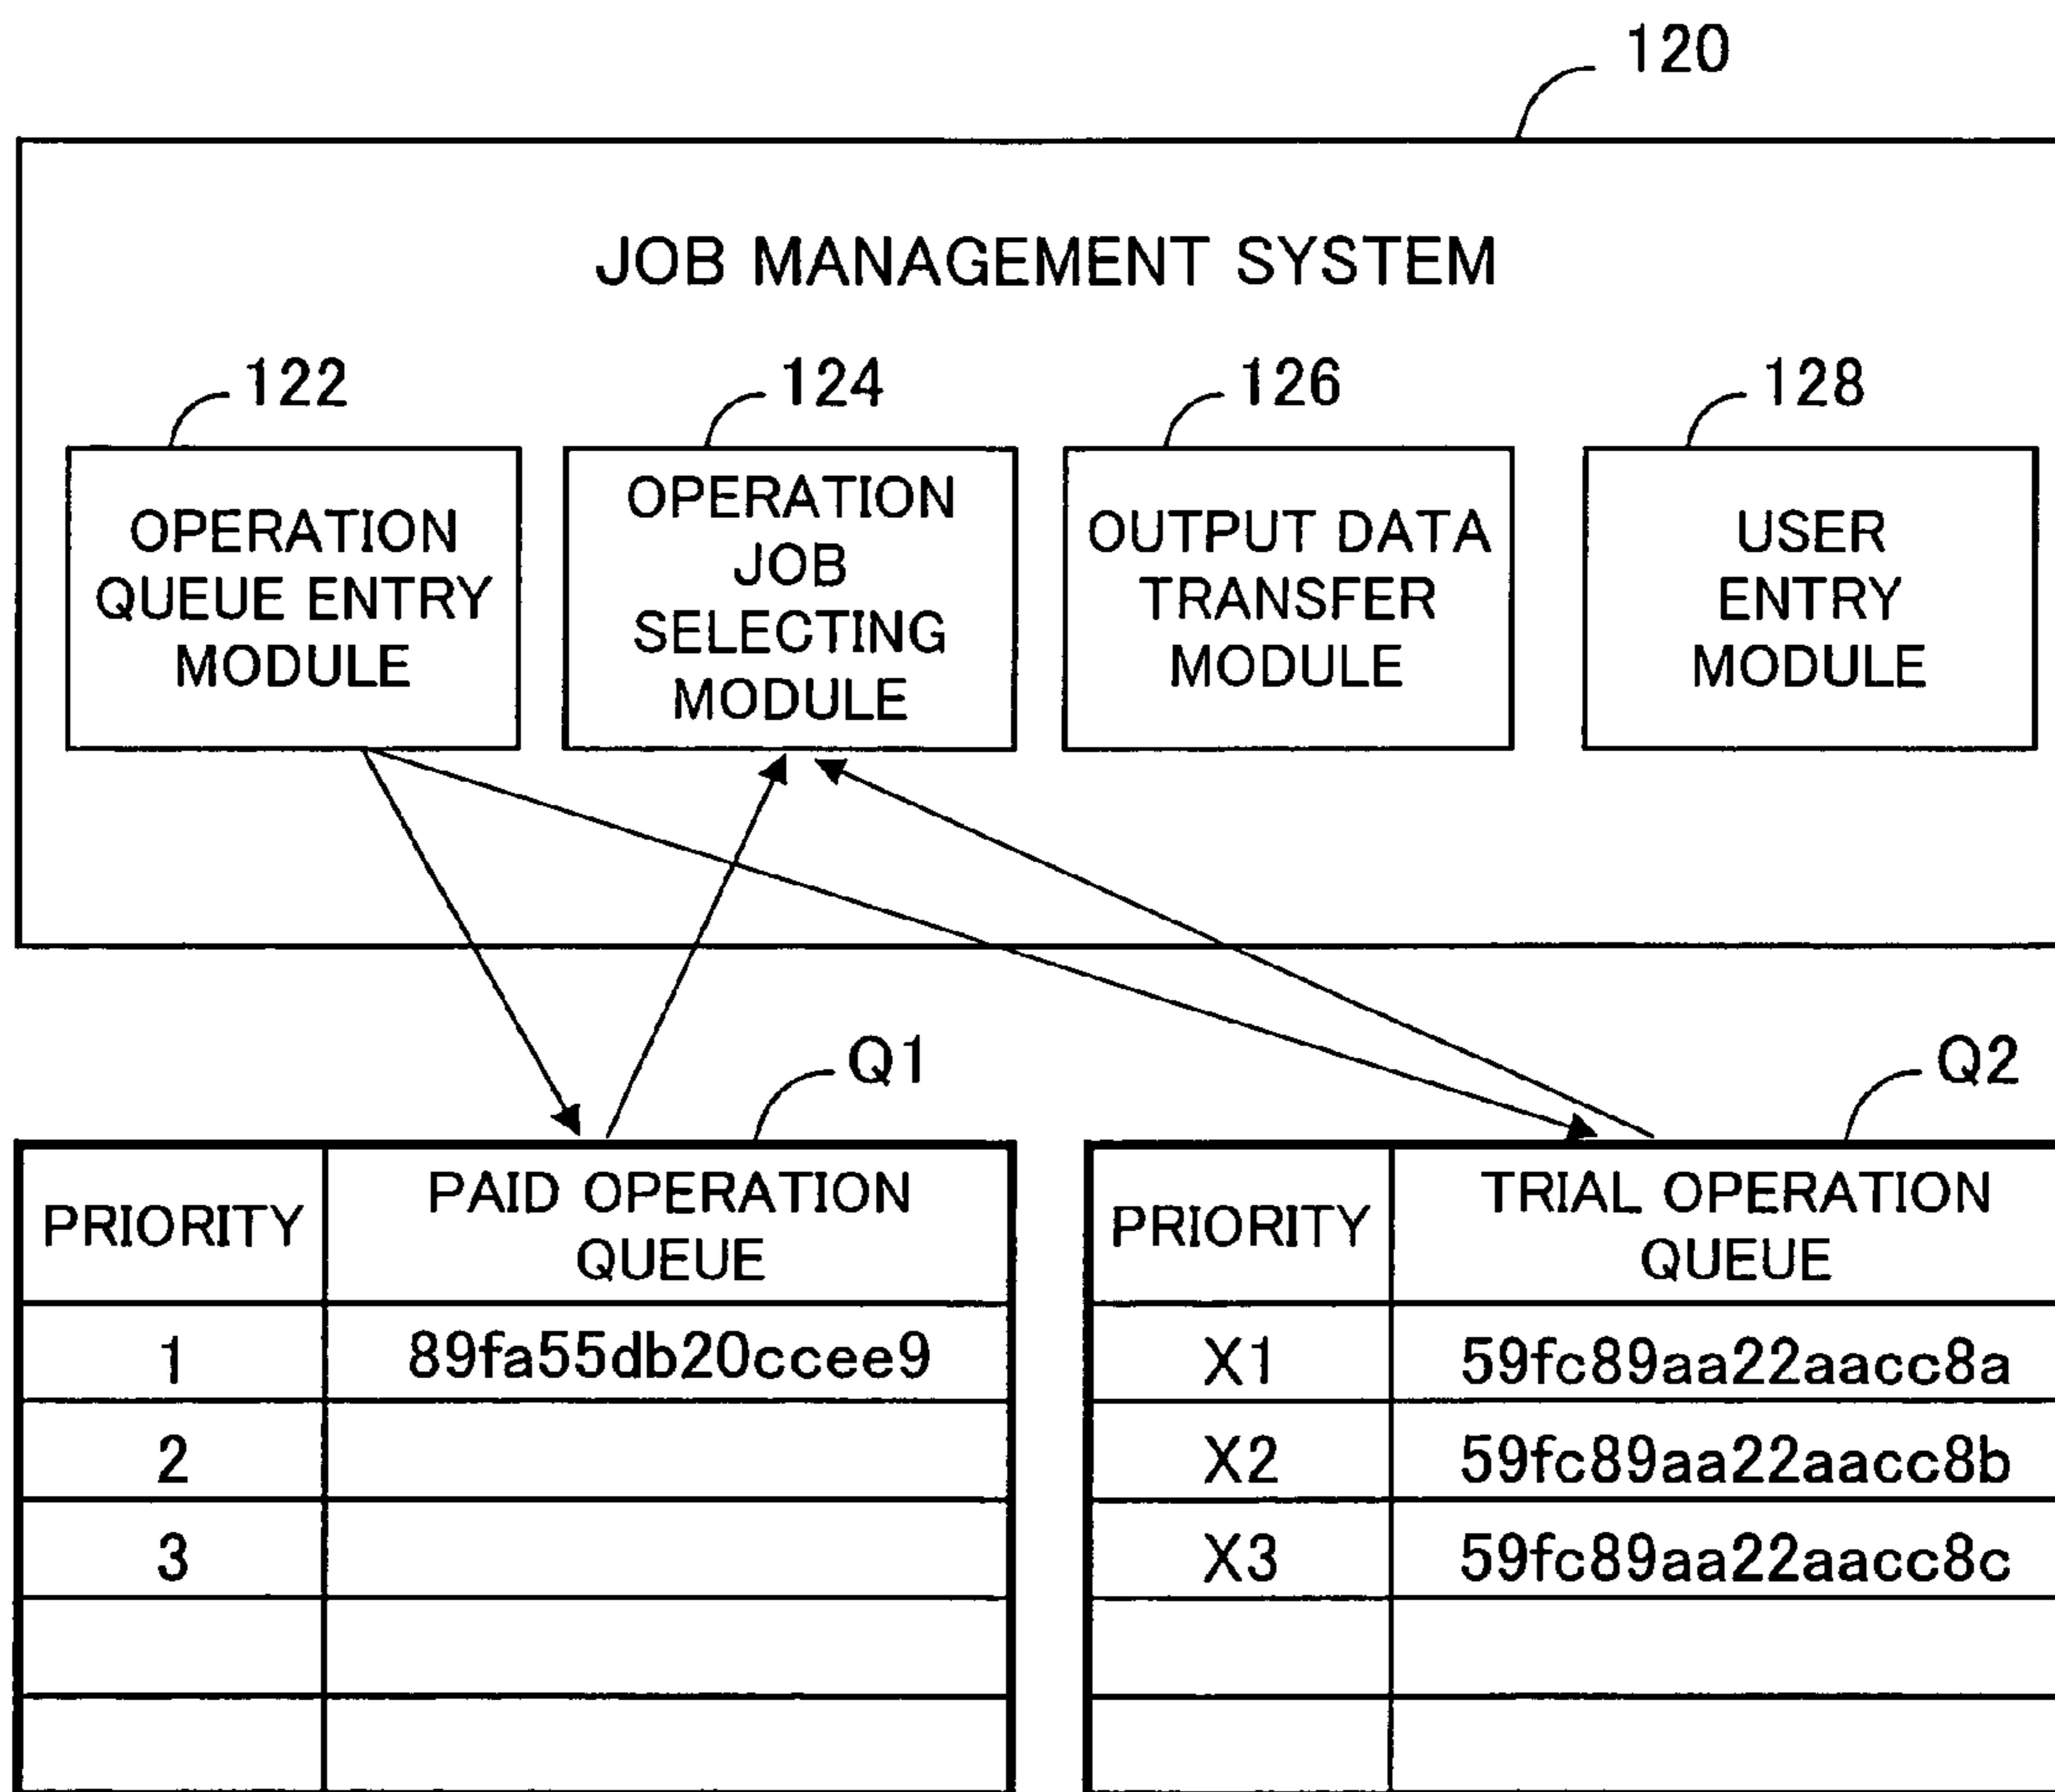 120
JOB MANAGEMENT SYSTEM
122
124
126
128
OPERATION
QUEUE ENTRY
MODULE
OPERATION
JOB
SELECTING
MODULE
OUTPUT DATA
TRANSFER
MODULE
USER
ENTRY
MODULE
Q1
Q2
PRIORITY
PAID OPERATION
QUEUE
1
89fa55db20ccee9
2
3
PRIORITY
TRIAL OPERATION
QUEUE
X1
59fc89aa22aacc8a
X2
59fc89aa22aacc8b
X3
59fc89aa22aacc8c